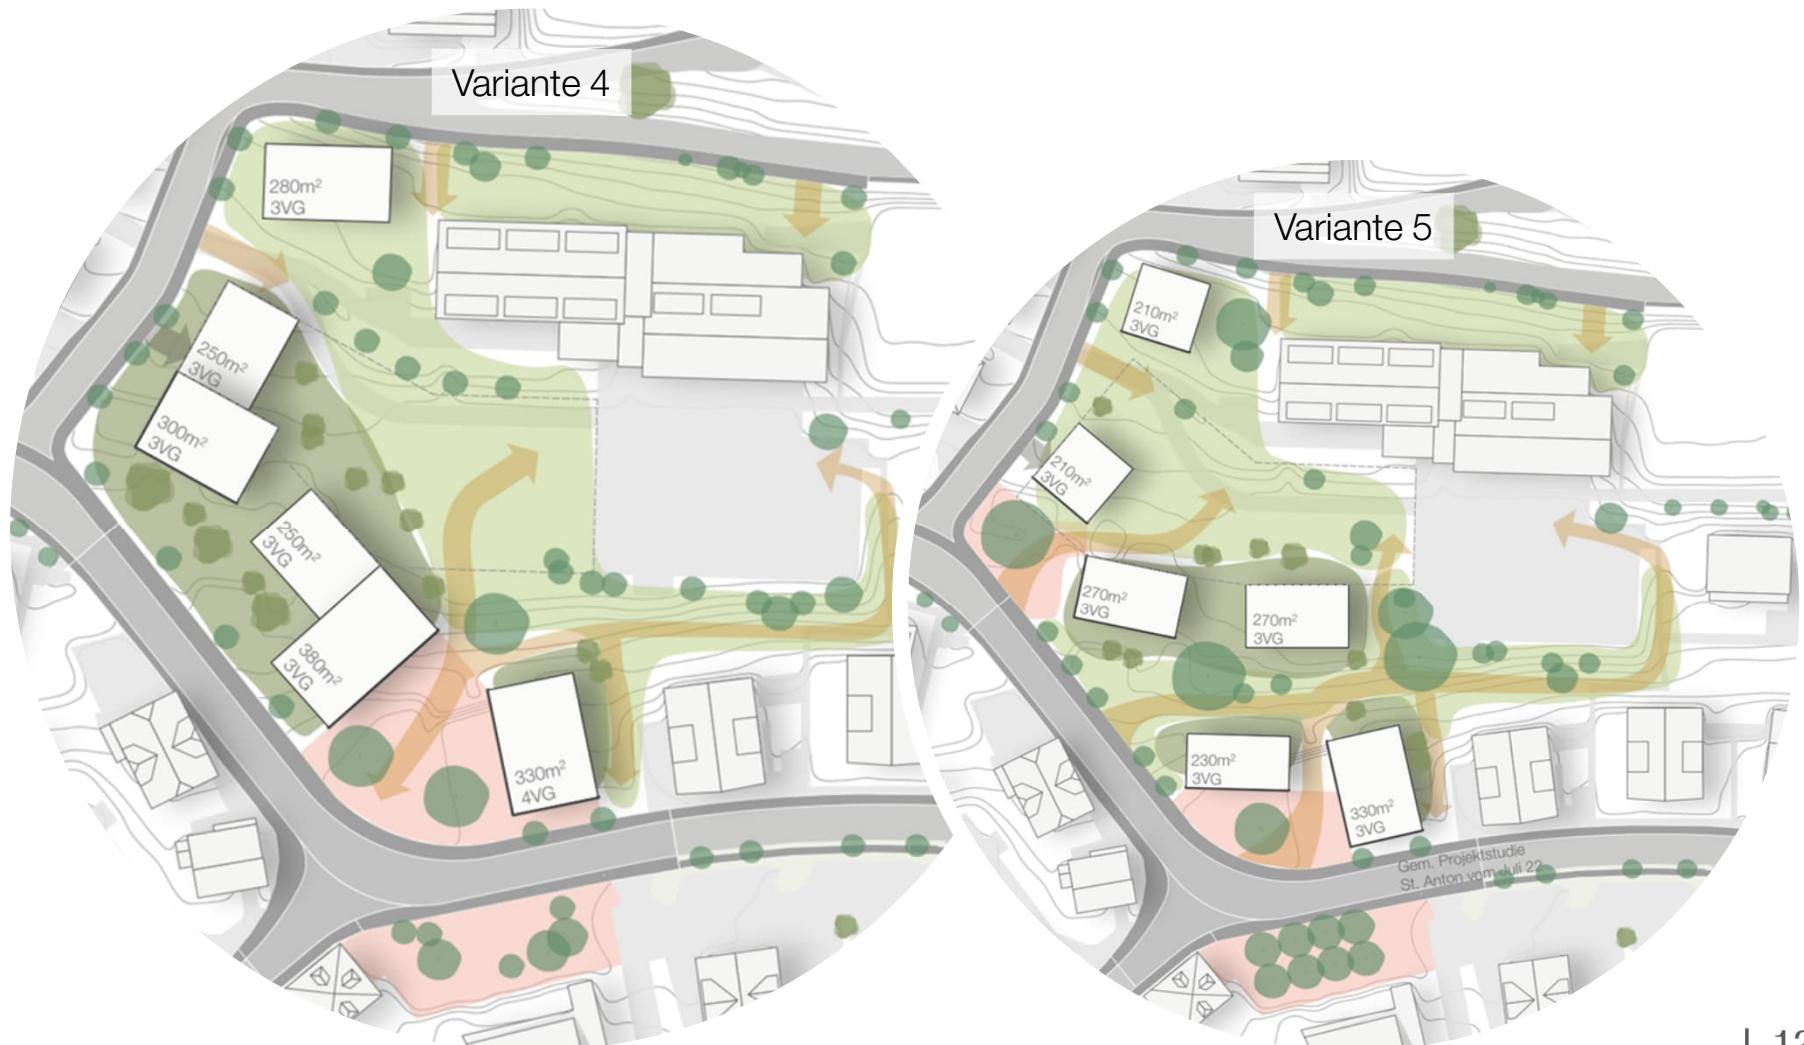 Variante 4
280m²
3VG
250m²
3VG
300m²
3VG
250m²
3VG
380m²
3VG
330m²
4VG
Variante 5
210m²
3VG
210m²
3VG
270m²
3VG
270m²
3VG
230m²
3VG
330m²
3VG
Gem. Projektstudie
St. Anton vom Juli 22